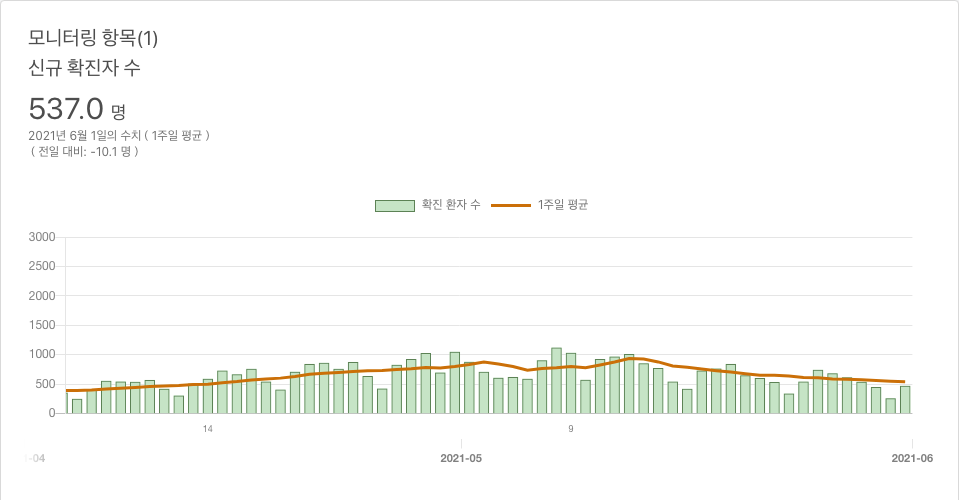 모니터링 항목(1)
신규 확진자 수
537.0 명
2021년 6월 1일의 수치 ( 1주일 평균 )
( 전일 대비: -10.1 명 )
확진 환자 수 1주일 평균
3000
2500
2000
1500
1000
500
0
14 9
-04 2021-05 2021-06